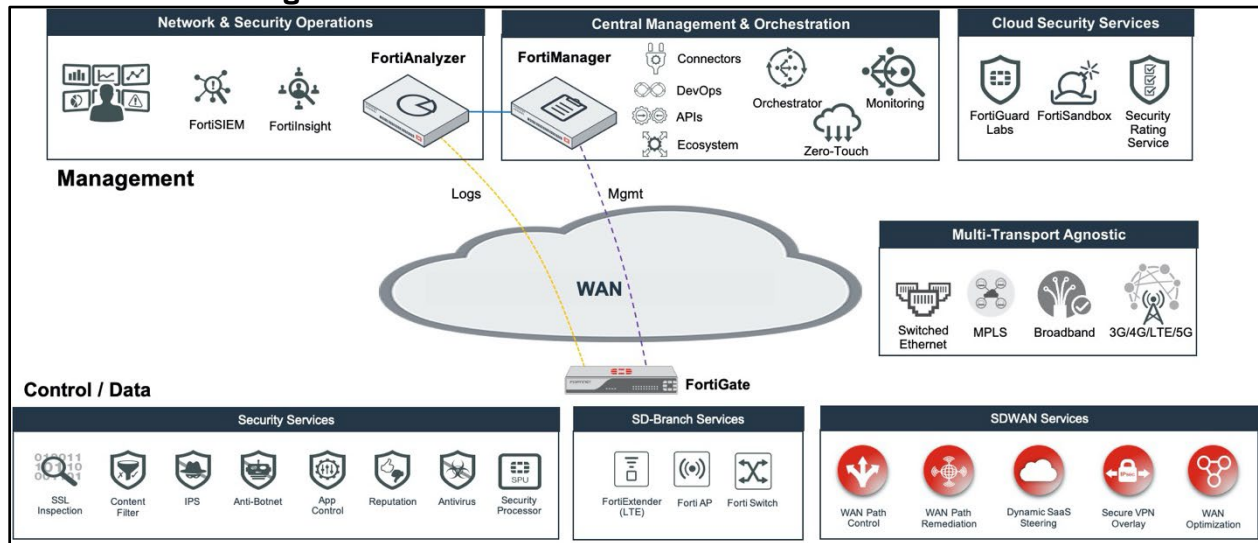 Network & Security Operations
FortiAnalyzer
FortiSIEM
FortiInsight
Central Management & Orchestration
FortiManager
Connectors
DevOps
APIs
Ecosystem
Orchestrator
Monitoring
Zero-Touch
Cloud Security Services
FortiGuard
Labs
FortiSandbox
Security
Rating
Service
Management
Logs
Mgmt
WAN
Multi-Transport Agnostic
Switched
Ethernet
MPLS
Broadband
3G/4G/LTE/5G
FortiGate
Control / Data
Security Services
SSL
Inspection
Content
Filter
IPS
Anti-Botnet
App
Control
Reputation
Antivirus
SPU
Security
Processor
SD-Branch Services
FortiExtender
(LTE)
Forti AP
Forti Switch
SDWAN Services
WAN Path
Control
WAN Path
Remediation
Dynamic SaaS
Steering
IPsec
Secure VPN
Overlay
WAN
Optimization